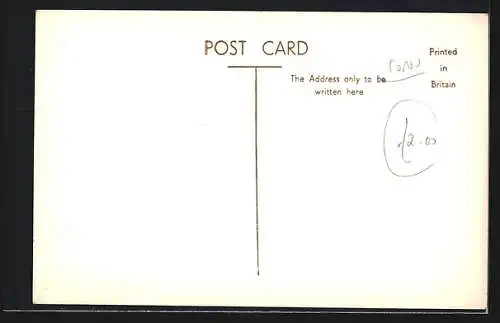 POST CARD
The Address only to be
written here
Printed
in
Britain
£2.00